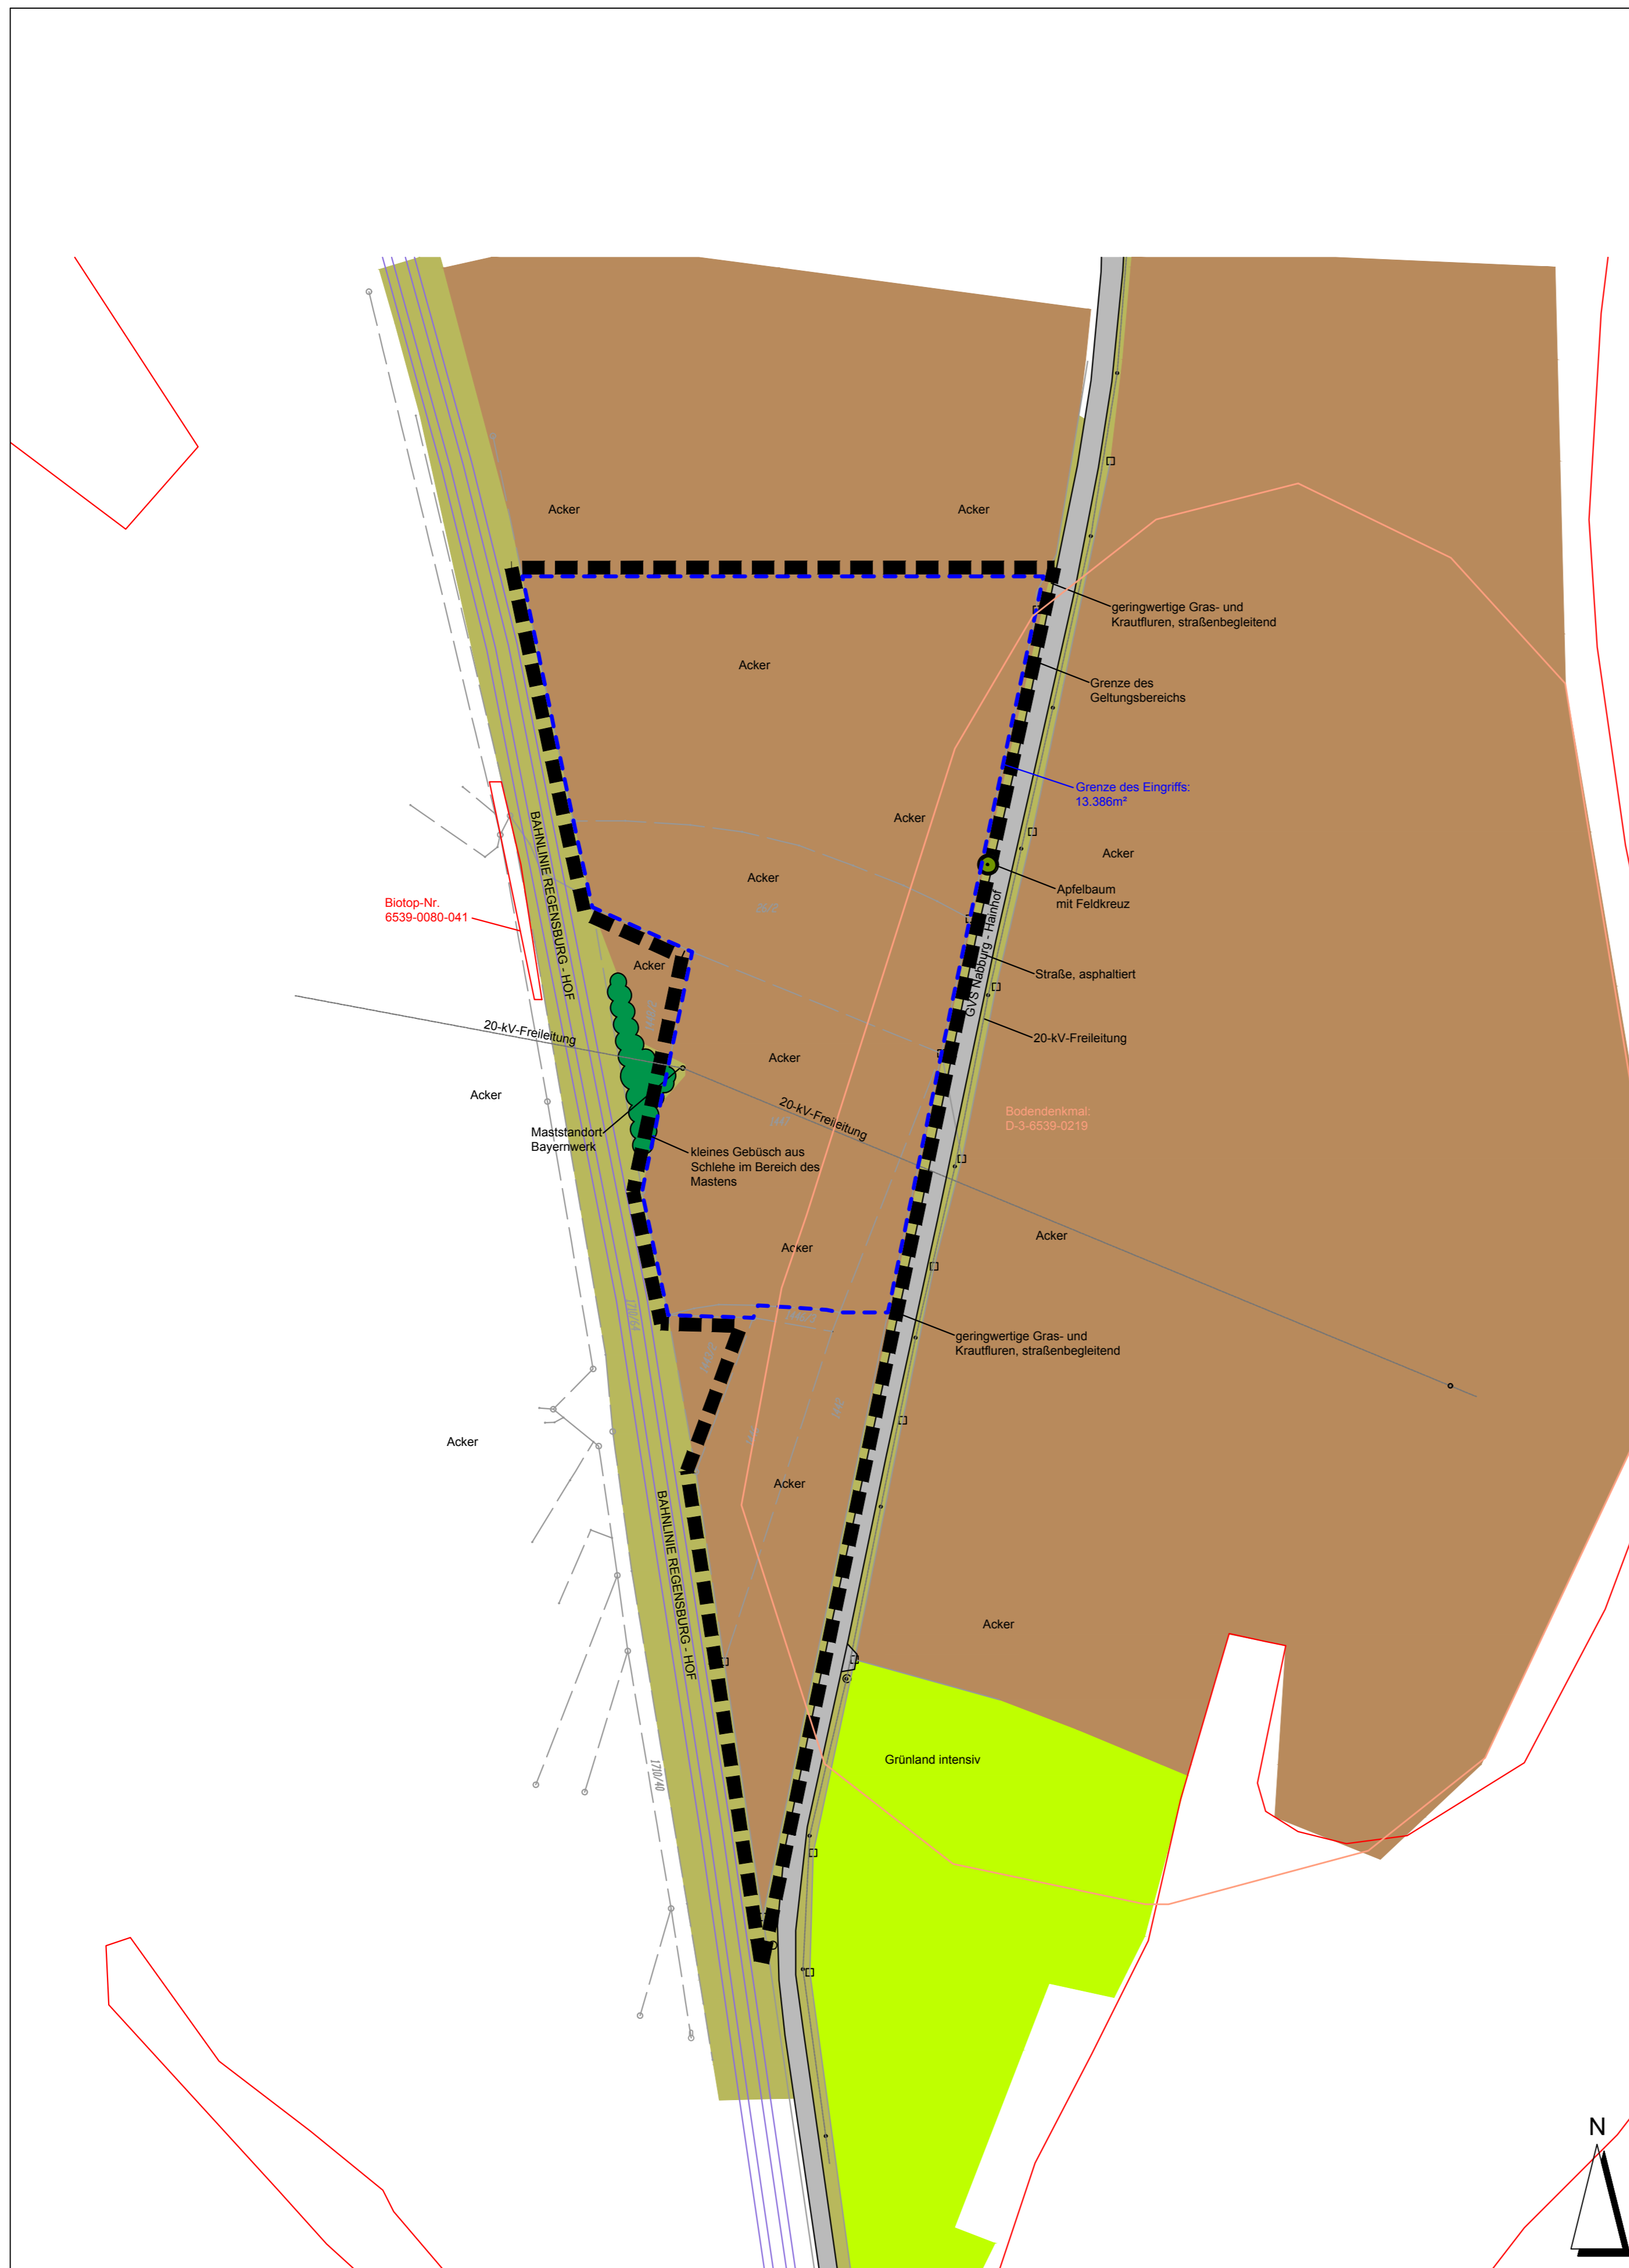 Acker
Acker
geringwertige Gras- und
Krautfluren, straßenbegleitend
Acker
Grenze des
Geltungsbereichs
Grenze des Eingriffs:
13.386m²
Acker
Acker
Acker
Apfelbaum
mit Feldkreuz
Biotop-Nr.
6539-0080-041
BAHNLINIE REGENSBURG - HOF
GVS Nabburg - Hainhof
Acker
Straße, asphaltiert
20-kV-Freileitung
20-kV-Freileitung
Acker
Acker
20-kV-Freileitung
Bodendenkmal:
D-3-6539-0219
Maststandort
Bayernwerk
kleines Gebüsch aus
Schlehe im Bereich des
Mastens
Acker
Acker
1710/64
geringwertige Gras- und
Krautfluren, straßenbegleitend
Acker
Acker
BAHNLINIE REGENSBURG - HOF
Acker
Grünland intensiv
1710/40
N